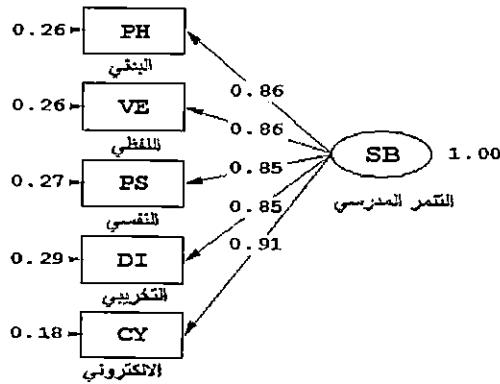 0.26 PH
البدني
0.86
0.26 VE
اللفظي
0.86
SB 1.00
التنمر المدرسي
0.27 PS
النفسي
0.85
0.85
0.29 DI
التخريبي
0.91
0.18 CY
الالكتروني